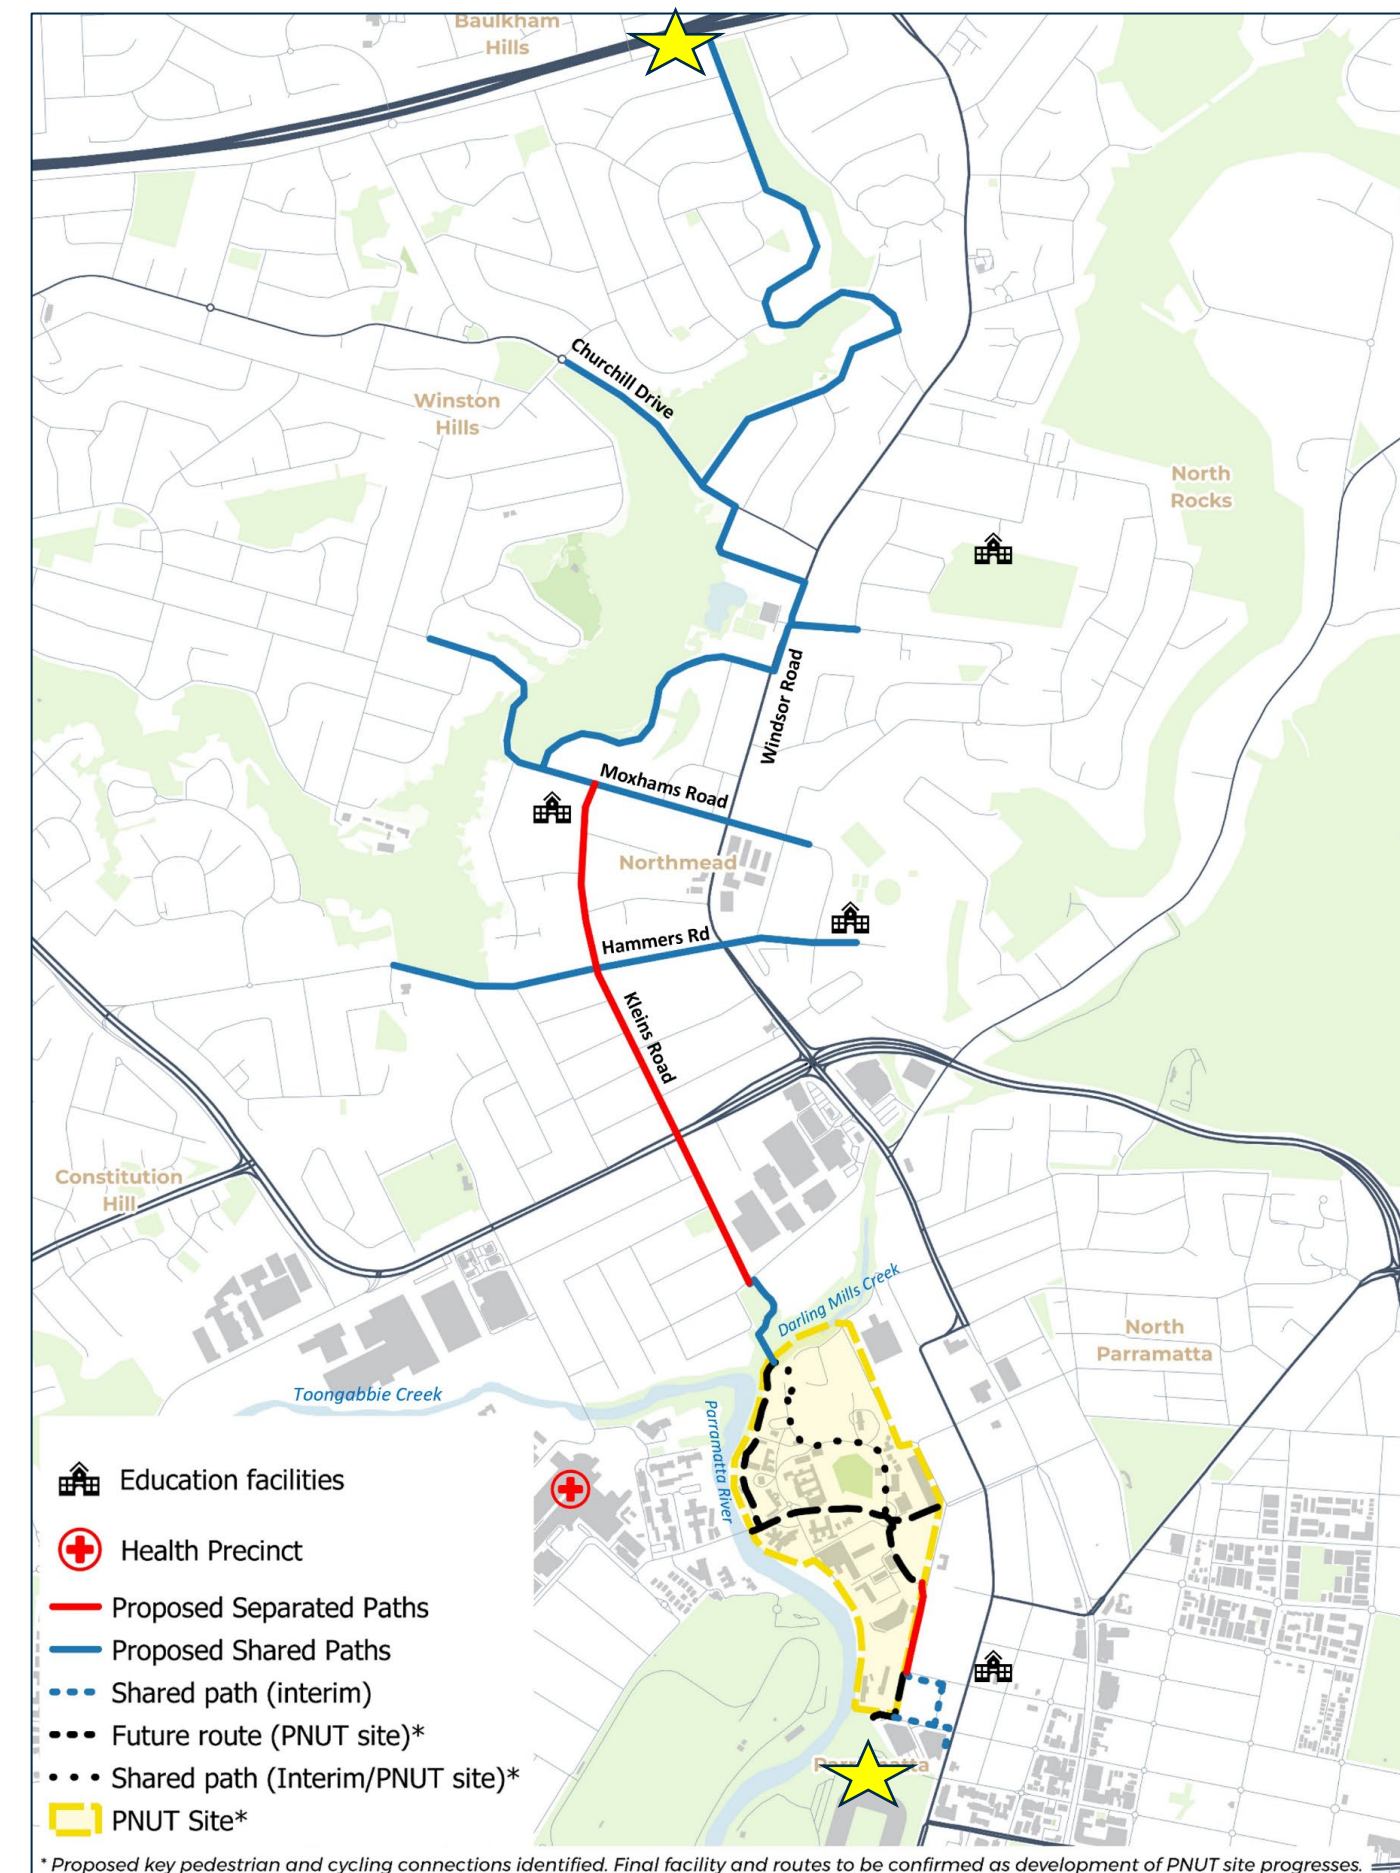 Baulkham
Hills
Churchill Drive
Winston
Hills
North
Rocks
Windsor Road
Moxhams Road
Northmead
Hammers Rd
Kleins Road
Constitution
Hill
Darling Mills Creek
North
Parramatta
Toongabbie Creek
Parramatta River
Education facilities
Health Precinct
Proposed Separated Paths
Proposed Shared Paths
Shared path (interim)
Future route (PNUT site)*
Shared path (Interim/PNUT site)*
PNUT Site*
* Proposed key pedestrian and cycling connections identified. Final facility and routes to be confirmed as development of PNUT site progresses.